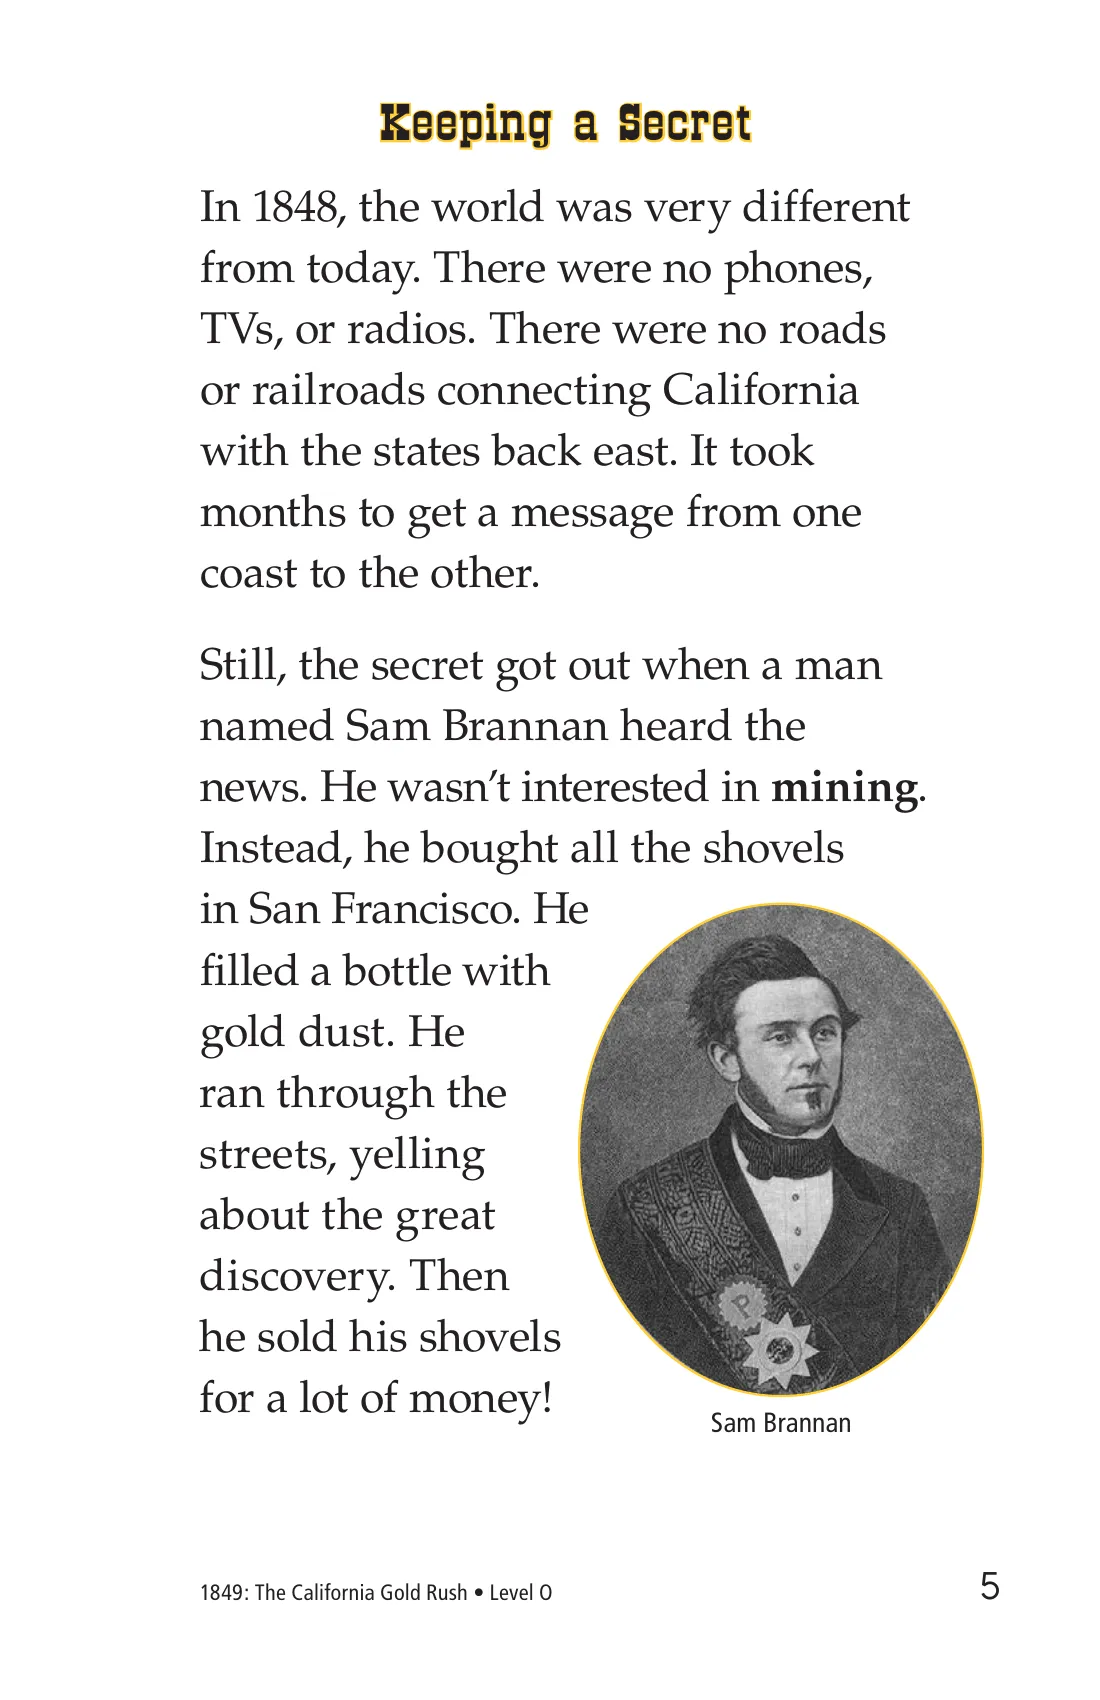 Keeping a Secret
In 1848, the world was very different
from today. There were no phones,
TVs, or radios. There were no roads
or railroads connecting California
with the states back east. It took
months to get a message from one
coast to the other.
Still, the secret got out when a man
named Sam Brannan heard the
news. He wasn’t interested in mining.
Instead, he bought all the shovels
in San Francisco. He
filled a bottle with
gold dust. He
ran through the
streets, yelling
about the great
discovery. Then
he sold his shovels
for a lot of money!
P
Sam Brannan
1849: The California Gold Rush • Level O
5